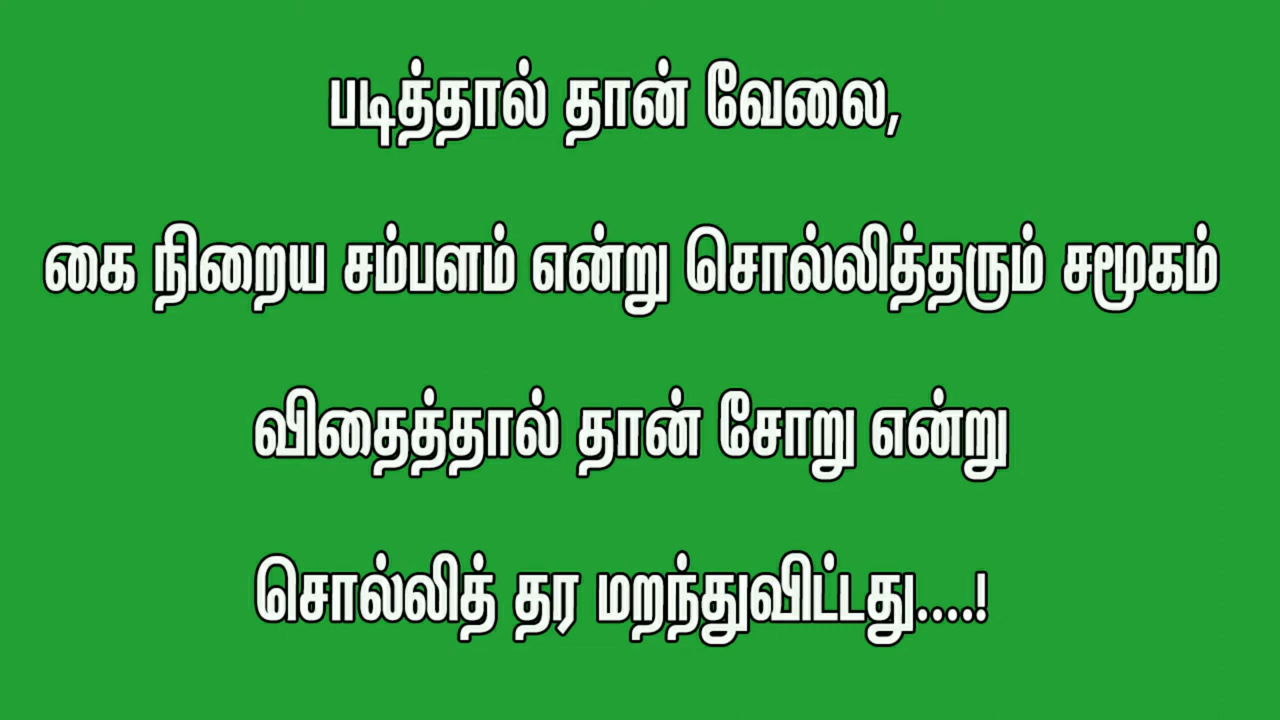 படித்தால் தான் வேலை,
கை நிறைய சம்பளம் என்று சொல்லித்தரும் சமூகம்
விதைத்தால் தான் சோறு என்று
சொல்லித் தர மறந்துவிட்டது....!